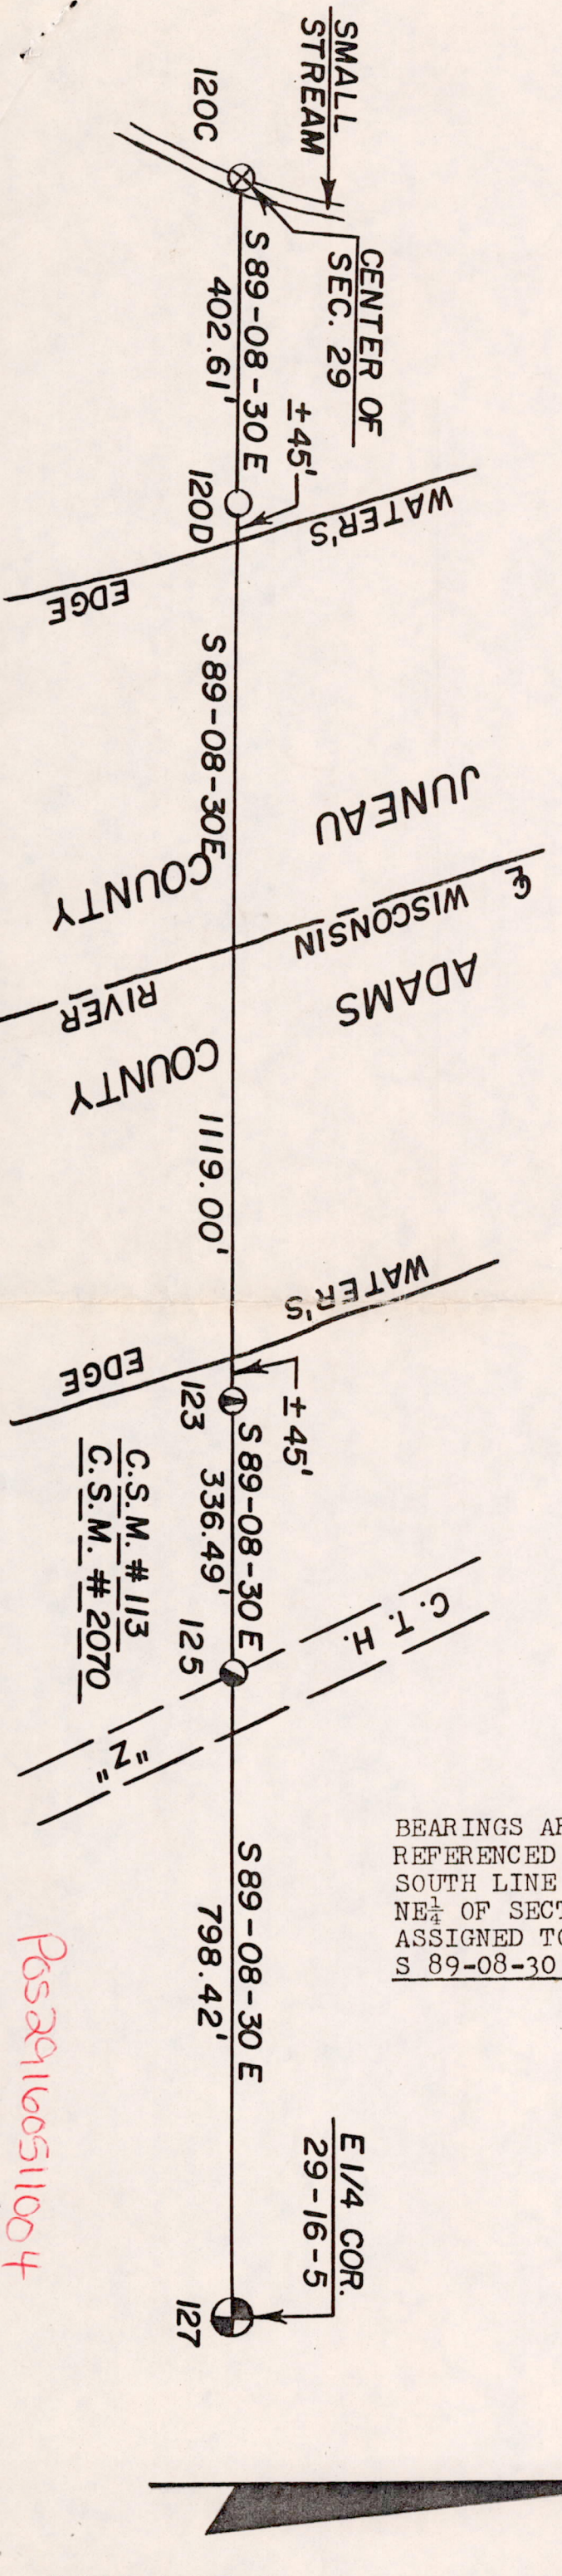 SMALL
STREAM
120C
CENTER OF
SEC. 29
S 89-08-30 E
402.61'
±45'
120D
WATER'S
EDGE
S 89-08-30E
JUNEAU
COUNTY
℄
WISCONSIN
RIVER
ADAMS
COUNTY
1119.00'
WATER'S
EDGE
±45'
123
S 89-08-30 E
336.49'
125
C.S.M. # 113
C.S.M. # 2070
C. T. H.
"Z"
S 89-08-30 E
798.42'
BEARINGS
REFERENCED
SOUTH LINE
NE¼ OF SECT
ASSIGNED TO
S 89-08-30
E 1/4 COR.
29-16-5
127
Pos29160511004